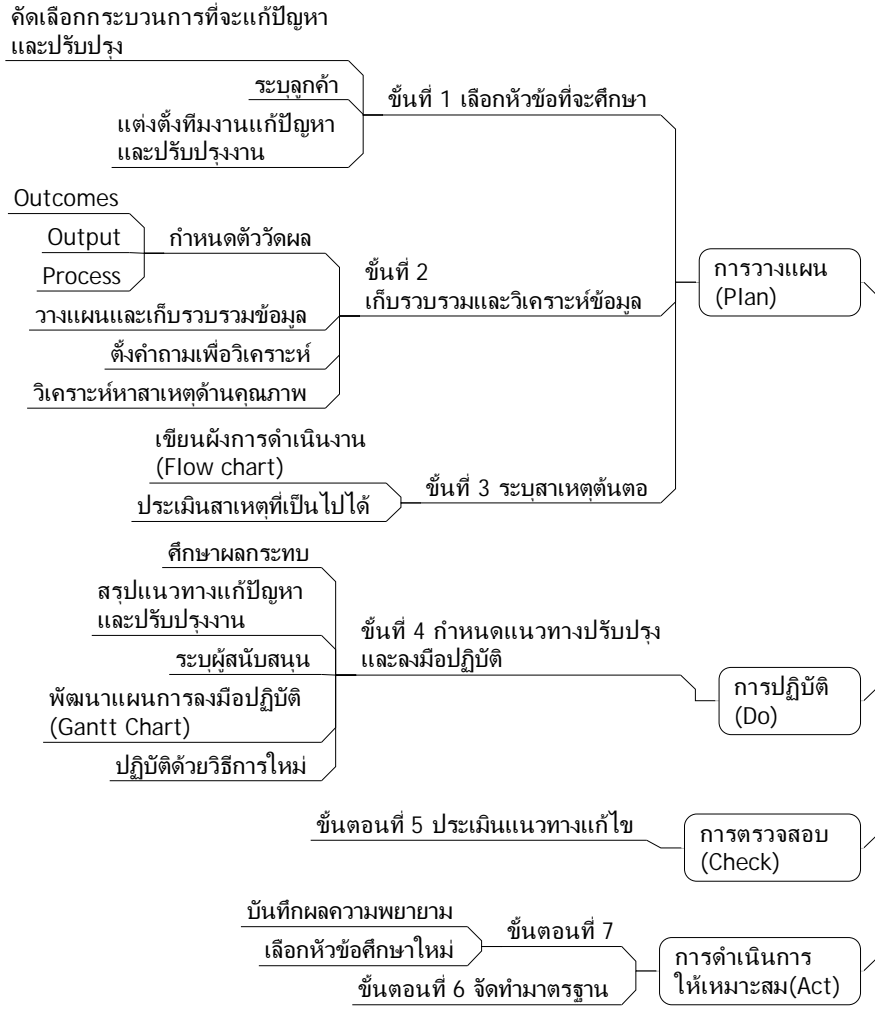 คัดเลือกกระบวนการที่จะแก้ปัญหา
และปรับปรุง
ระบุลูกค้า
แต่งตั้งทีมงานแก้ปัญหา
และปรับปรุงงาน
ขั้นที่ 1 เลือกหัวข้อที่จะศึกษา
Outcomes
Output
Process
กำหนดตัววัดผล
วางแผนและเก็บรวบรวมข้อมูล
ตั้งคำถามเพื่อวิเคราะห์
วิเคราะห์หาสาเหตุด้านคุณภาพ
ขั้นที่ 2
เก็บรวบรวมและวิเคราะห์ข้อมูล
เขียนผังการดำเนินงาน
(Flow chart)
ประเมินสาเหตุที่เป็นไปได้
ขั้นที่ 3 ระบุสาเหตุต้นตอ
การวางแผน
(Plan)
ศึกษาผลกระทบ
สรุปแนวทางแก้ปัญหา
และปรับปรุงงาน
ระบุผู้สนับสนุน
พัฒนาแผนการลงมือปฏิบัติ
(Gantt Chart)
ปฏิบัติด้วยวิธีการใหม่
ขั้นที่ 4 กำหนดแนวทางปรับปรุง
และลงมือปฏิบัติ
การปฏิบัติ
(Do)
ขั้นตอนที่ 5 ประเมินแนวทางแก้ไข
การตรวจสอบ
(Check)
บันทึกผลความพยายาม
เลือกหัวข้อศึกษาใหม่
ขั้นตอนที่ 7
ขั้นตอนที่ 6 จัดทำมาตรฐาน
การดำเนินการ
ให้เหมาะสม(Act)